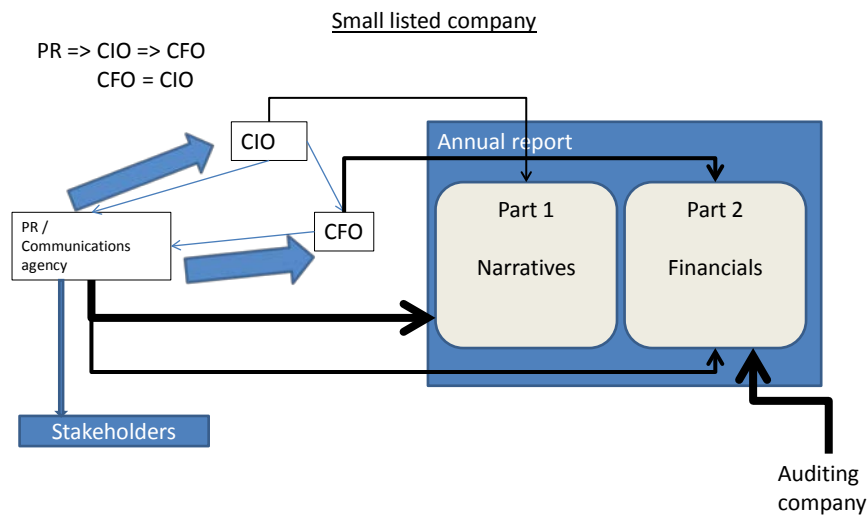 Small listed company
PR => CIO => CFO
CFO = CIO
CIO
Annual report
PR /
Communications
agency
CFO
Part 1
Narratives
Part 2
Financials
Stakeholders
Auditing
company